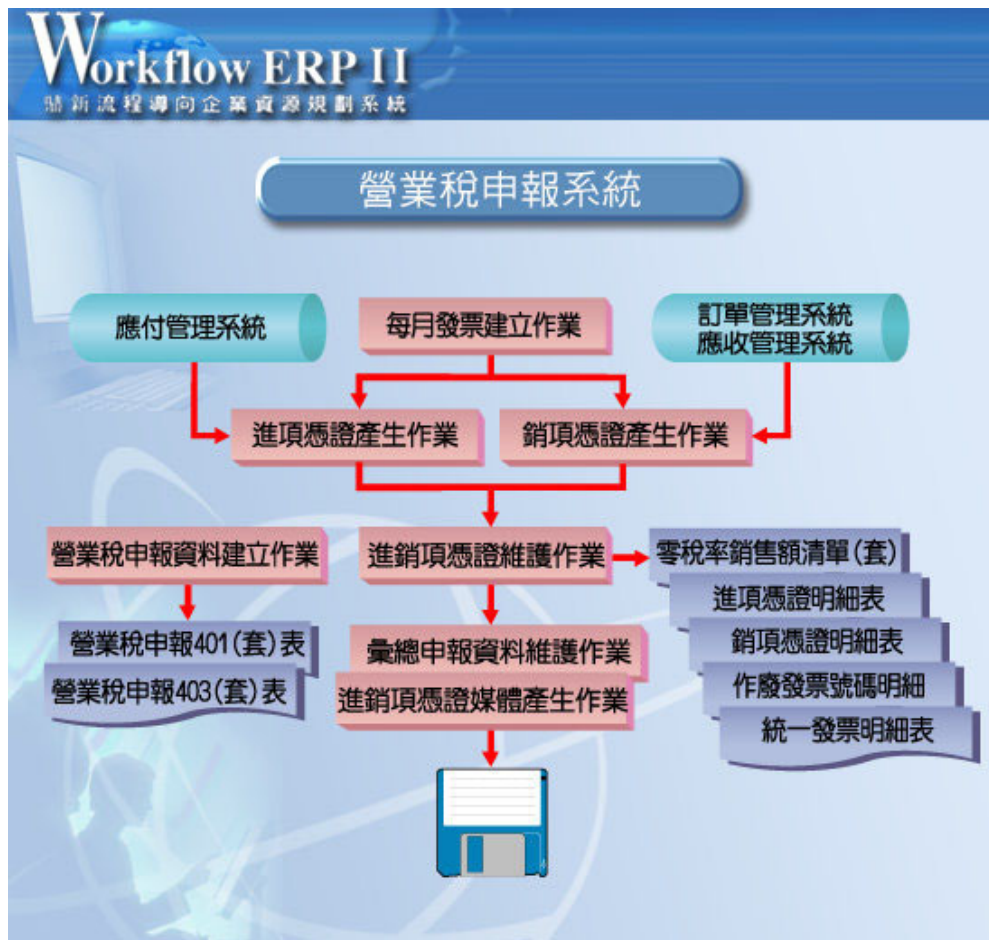 Workflow ERP II
鼎新流程導向企業資源規劃系統
營業稅申報系統
應付管理系統
每月發票建立作業
訂單管理系統
應收管理系統
進項憑證產生作業
銷項憑證產生作業
營業稅申報資料建立作業
進銷項憑證維護作業
零稅率銷售額清單(套)
進項憑證明細表
銷項憑證明細表
作廢發票號碼明細
統一發票明細表
營業稅申報401(套)表
營業稅申報403(套)表
彙總申報資料維護作業
進銷項憑證媒體產生作業